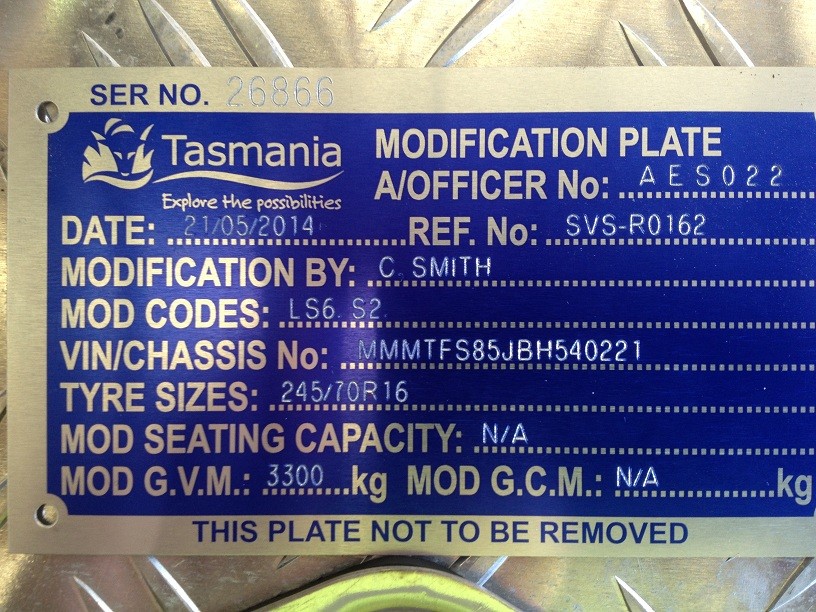 SER NO. 26866
Tasmania
Explore the possibilities
MODIFICATION PLATE
A/OFFICER No: AES022
DATE: 21/05/2014 REF. No: SVS-R0162
MODIFICATION BY: C. SMITH
MOD CODES: LS6. S2.
VIN/CHASSIS No: MMMTFS85JBH540221
TYRE SIZES: 245/70R16
MOD SEATING CAPACITY: N/A
MOD G.V.M.: 3300 kg MOD G.C.M.: N/A kg
THIS PLATE NOT TO BE REMOVED